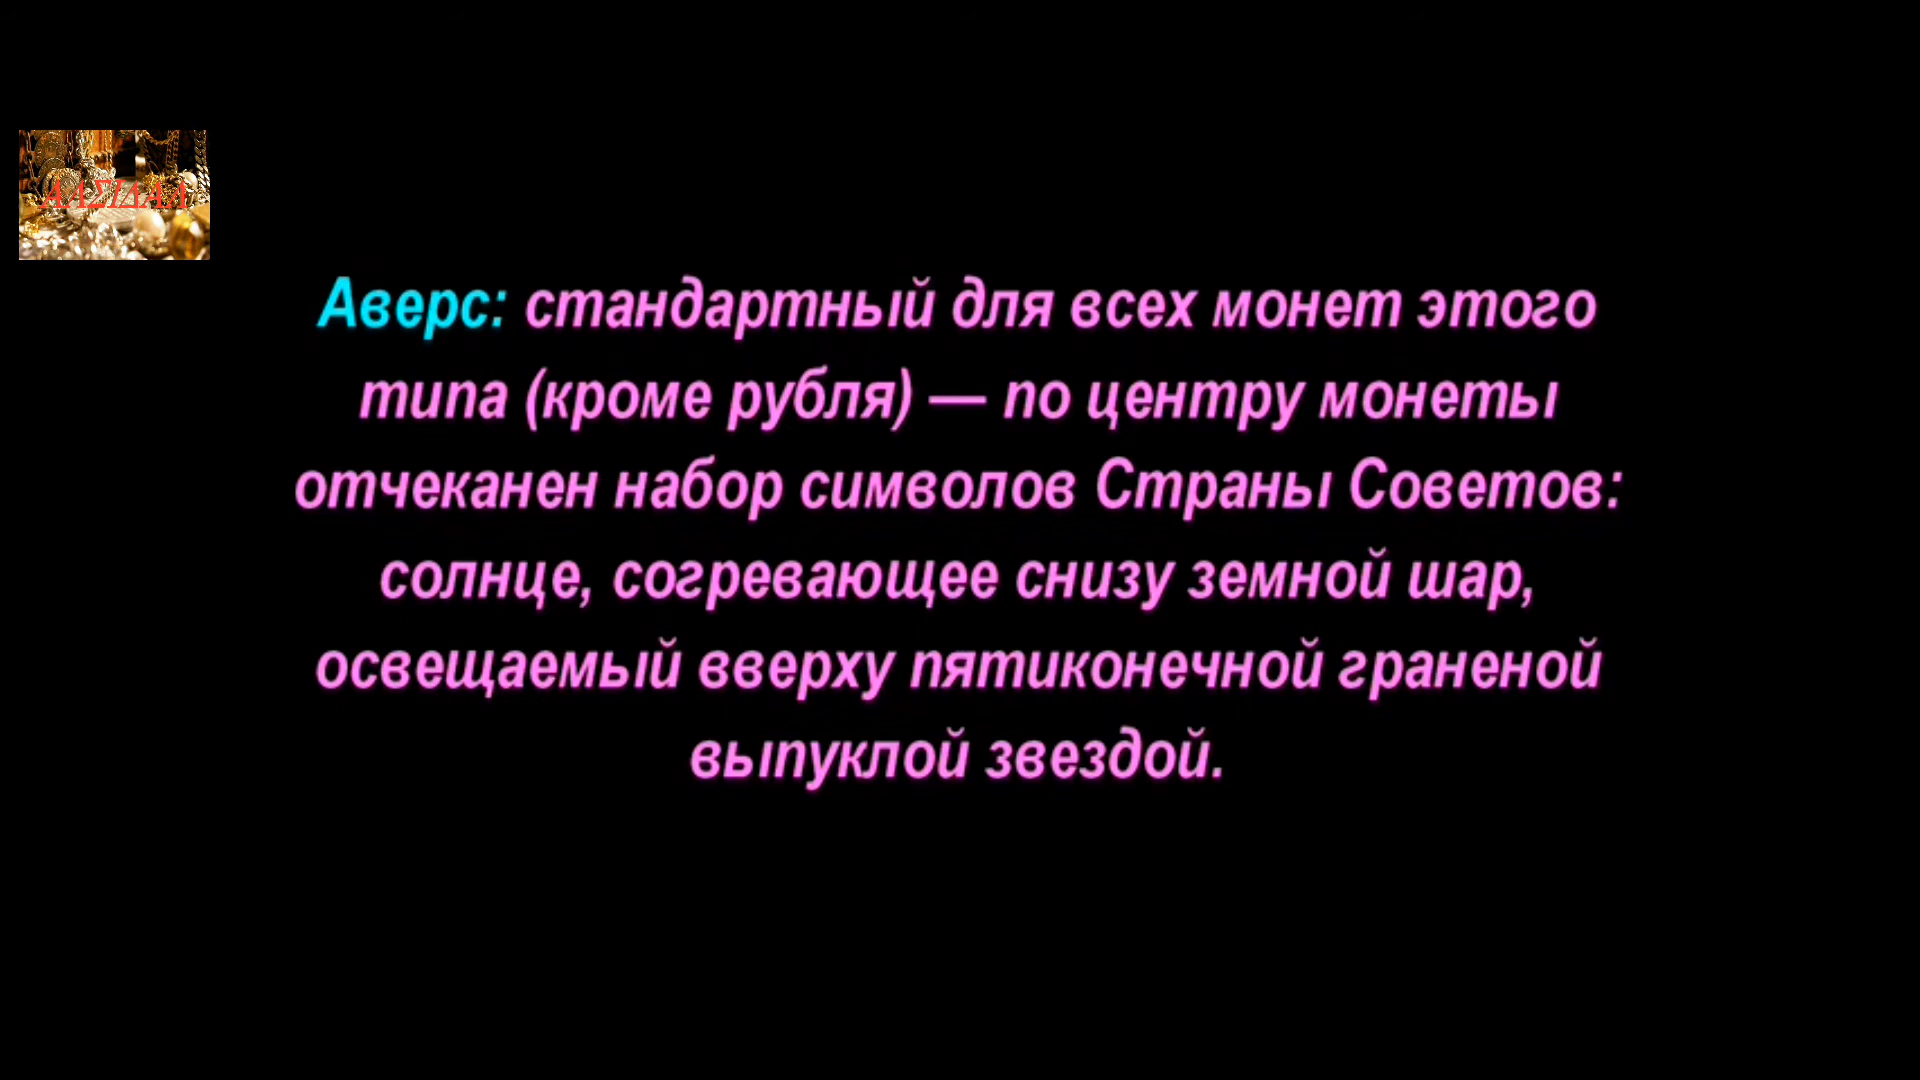 ΑΛΣΙΔΑΛ
Аверс: стандартный для всех монет этого
типа (кроме рубля) — по центру монеты
отчеканен набор символов Страны Советов:
солнце, согревающее снизу земной шар,
освещаемый вверху пятиконечной граненой
выпуклой звездой.